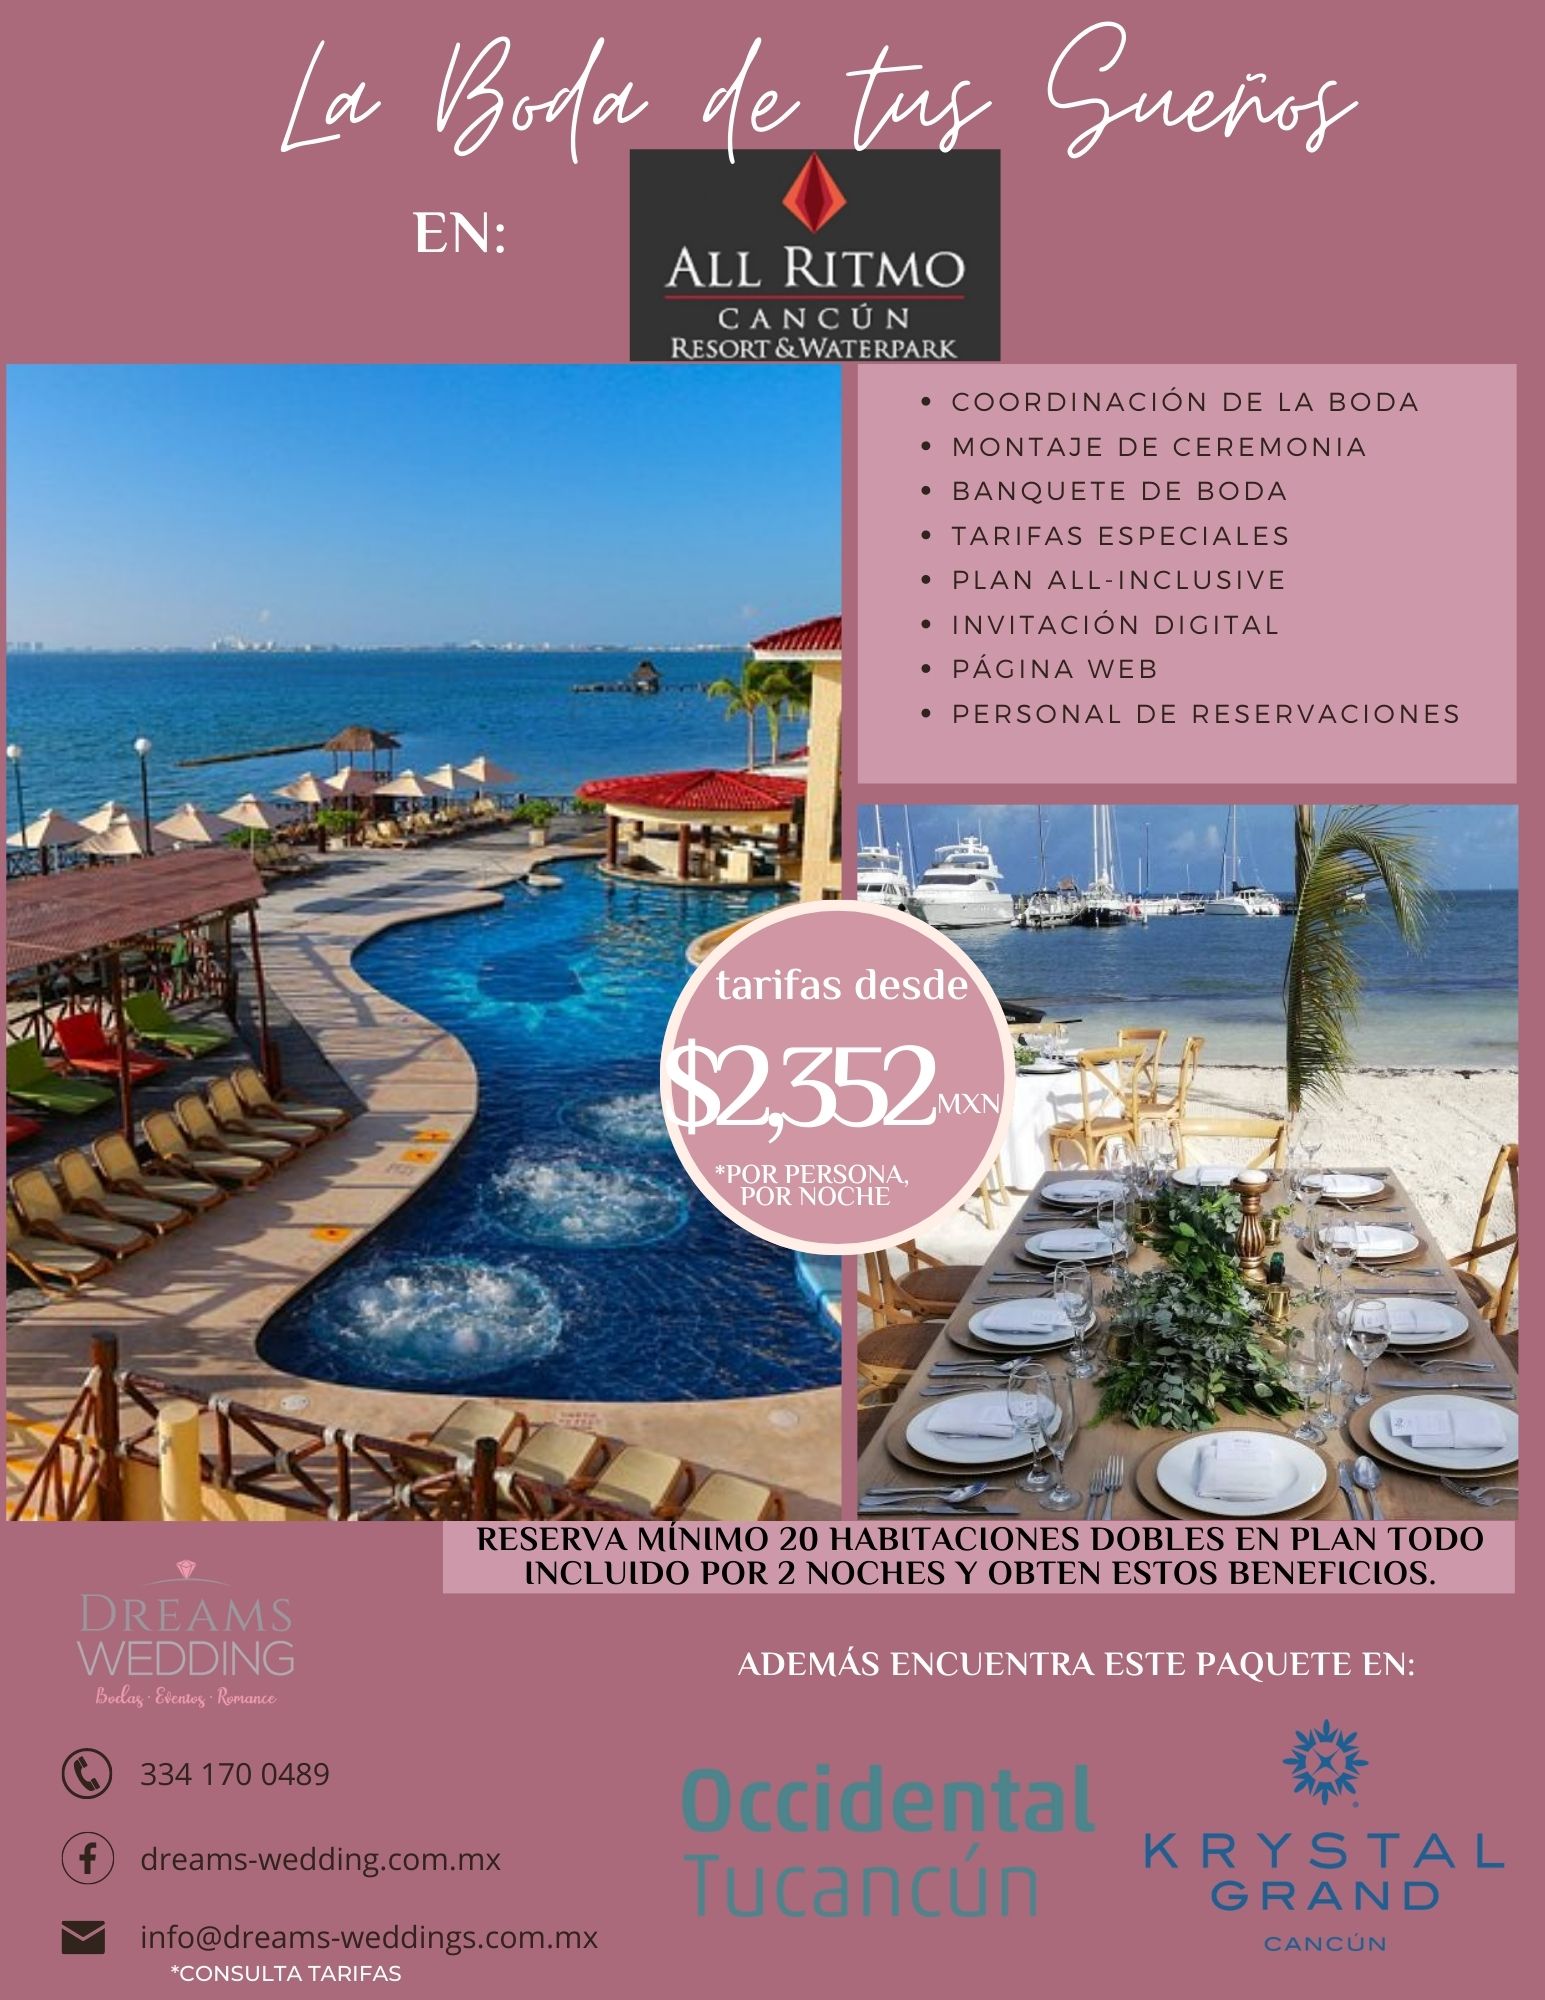 La Boda de tus Sueños
EN:
ALL RITMO
CANCÚN
RESORT & WATERPARK
• COORDINACIÓN DE LA BODA
• MONTAJE DE CEREMONIA
• BANQUETE DE BODA
• TARIFAS ESPECIALES
• PLAN ALL-INCLUSIVE
• INVITACIÓN DIGITAL
• PÁGINA WEB
• PERSONAL DE RESERVACIONES
tarifas desde
$2,352 MXN
*POR PERSONA,
POR NOCHE
RESERVA MÍNIMO 20 HABITACIONES DOBLES EN PLAN TODO
INCLUIDO POR 2 NOCHES Y OBTEN ESTOS BENEFICIOS.
DREAMS
WEDDING
Bodas · Eventos · Romance
334 170 0489
dreams-wedding.com.mx
info@dreams-weddings.com.mx
*CONSULTA TARIFAS
ADEMÁS ENCUENTRA ESTE PAQUETE EN:
Occidental
Tucancún
KRYSTAL
GRAND
CANCÚN